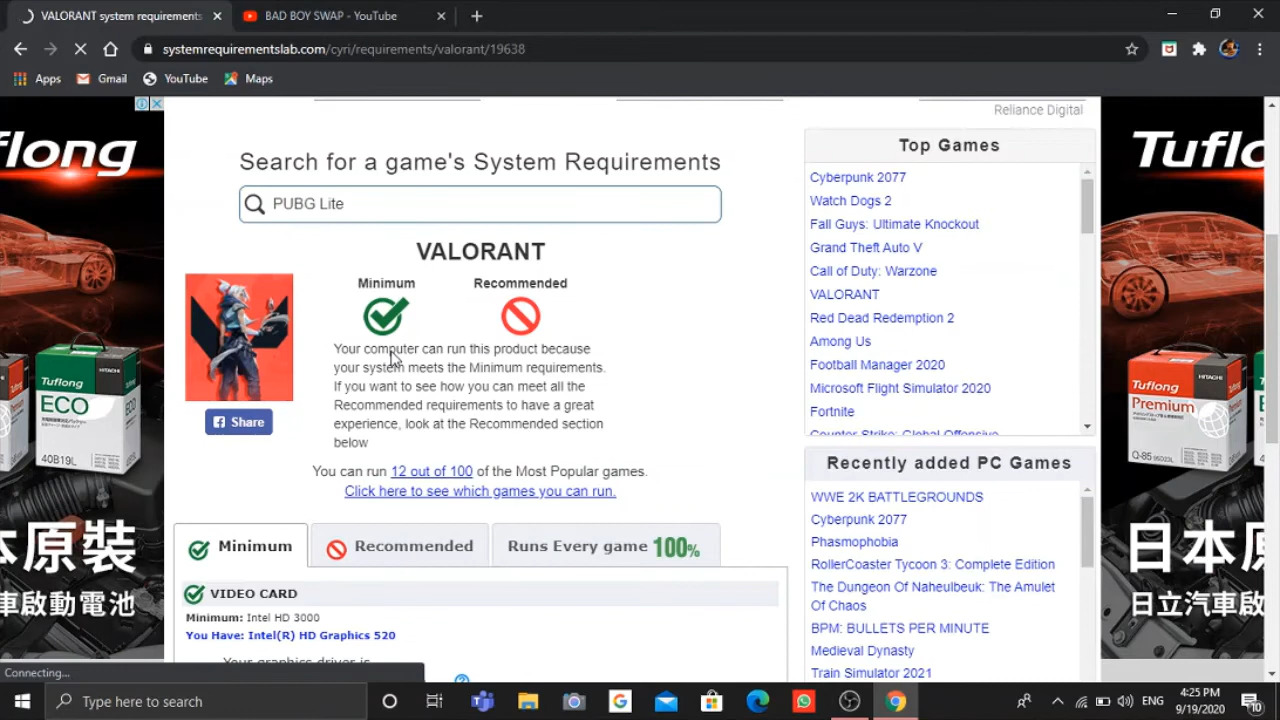 VALORANT system requirements
BAD BOY SWAP - YouTube
systemrequirementslab.com/cyri/requirements/valorant/19638
Apps
Gmail
YouTube
Maps
flong
Tuflong
ECO
HITACHI
40B19L
本原裝
車啟動電池
Reliance Digital
Search for a game's System Requirements
PUBG Lite
VALORANT
Minimum
Recommended
Your computer can run this product because
your system meets the Minimum requirements.
If you want to see how you can meet all the
Recommended requirements to have a great
experience, look at the Recommended section
below
Share
You can run 12 out of 100 of the Most Popular games.
Click here to see which games you can run.
Minimum
Recommended
Runs Every game 100%
VIDEO CARD
Minimum: Intel HD 3000
You Have: Intel(R) HD Graphics 520
Your graphics driver is
Top Games
Cyberpunk 2077
Watch Dogs 2
Fall Guys: Ultimate Knockout
Grand Theft Auto V
Call of Duty: Warzone
VALORANT
Red Dead Redemption 2
Among Us
Football Manager 2020
Microsoft Flight Simulator 2020
Fortnite
Counter Strike: Global Offensive
Recently added PC Games
WWE 2K BATTLEGROUNDS
Cyberpunk 2077
Phasmophobia
RollerCoaster Tycoon 3: Complete Edition
The Dungeon Of Naheulbeuk: The Amulet
Of Chaos
BPM: BULLETS PER MINUTE
Medieval Dynasty
Train Simulator 2021
Tuflo
Tuflong
HITACHI
Premium
Q-85
日本原
日立汽車啟
Connecting...
Type here to search
ENG
4:25 PM
9/19/2020
10